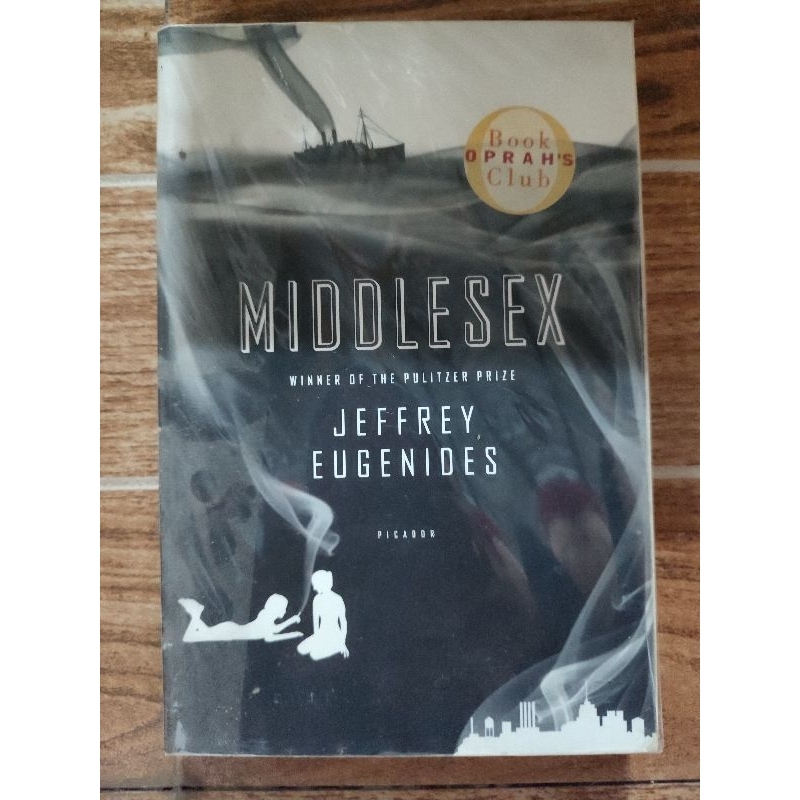 Book
OPRAH'S
Club
MIDDLESEX
WINNER OF THE PULITZER PRIZE
JEFFREY
EUGENIDES
PICADOR